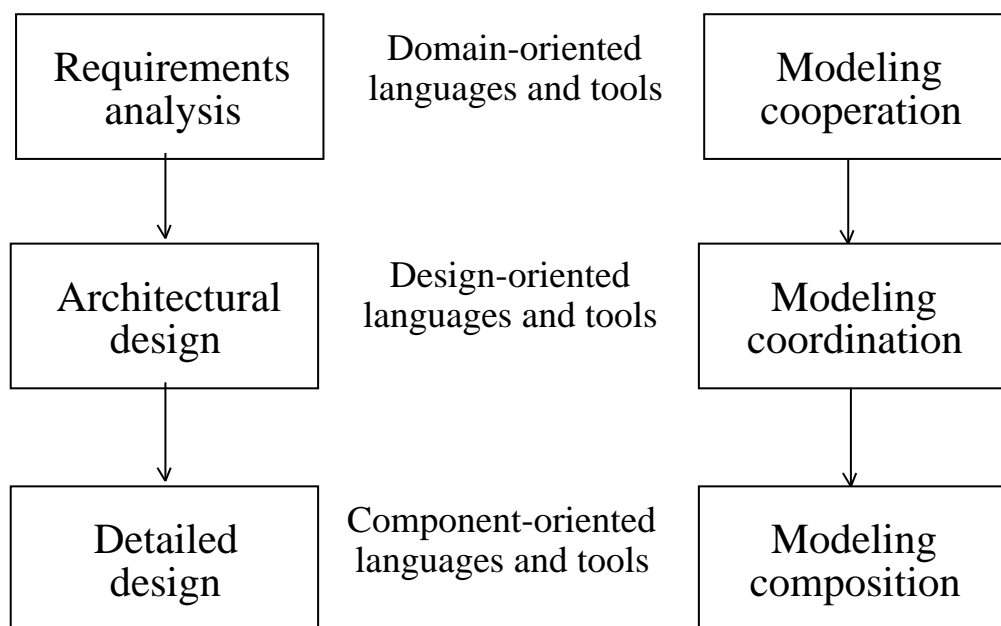 Requirements
analysis
Domain-oriented
languages and tools
Modeling
cooperation
Architectural
design
Design-oriented
languages and tools
Modeling
coordination
Detailed
design
Component-oriented
languages and tools
Modeling
composition